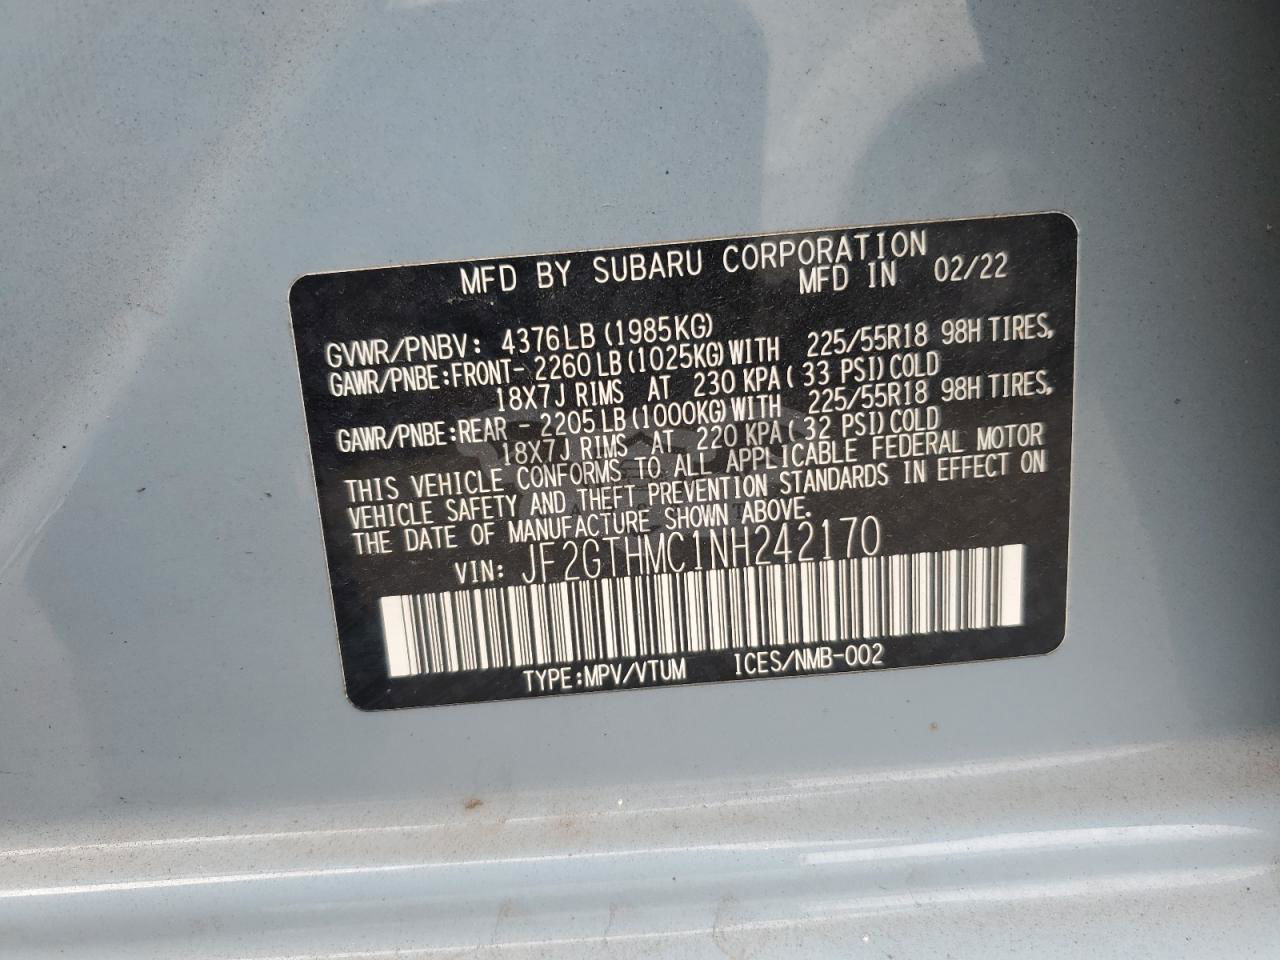 MFD BY SUBARU CORPORATION
MFD IN 02/22
GVWR/PNBV: 4376LB (1985KG)
GAWR/PNBE:FRONT- 2260 LB (1025KG) WITH 225/55R18 98H TIRES,
18X7J RIMS AT 230 KPA ( 33 PSI) COLD
GAWR/PNBE:REAR - 2205 LB (1000KG) WITH 225/55R18 98H TIRES,
18X7J RIMS AT 220 KPA ( 32 PSI) COLD
THIS VEHICLE CONFORMS TO ALL APPLICABLE FEDERAL MOTOR
VEHICLE SAFETY AND THEFT PREVENTION STANDARDS IN EFFECT ON
THE DATE OF MANUFACTURE SHOWN ABOVE.
VIN: JF2GTHMC1NH242170
TYPE:MPV/VTUM ICES/NMB-002